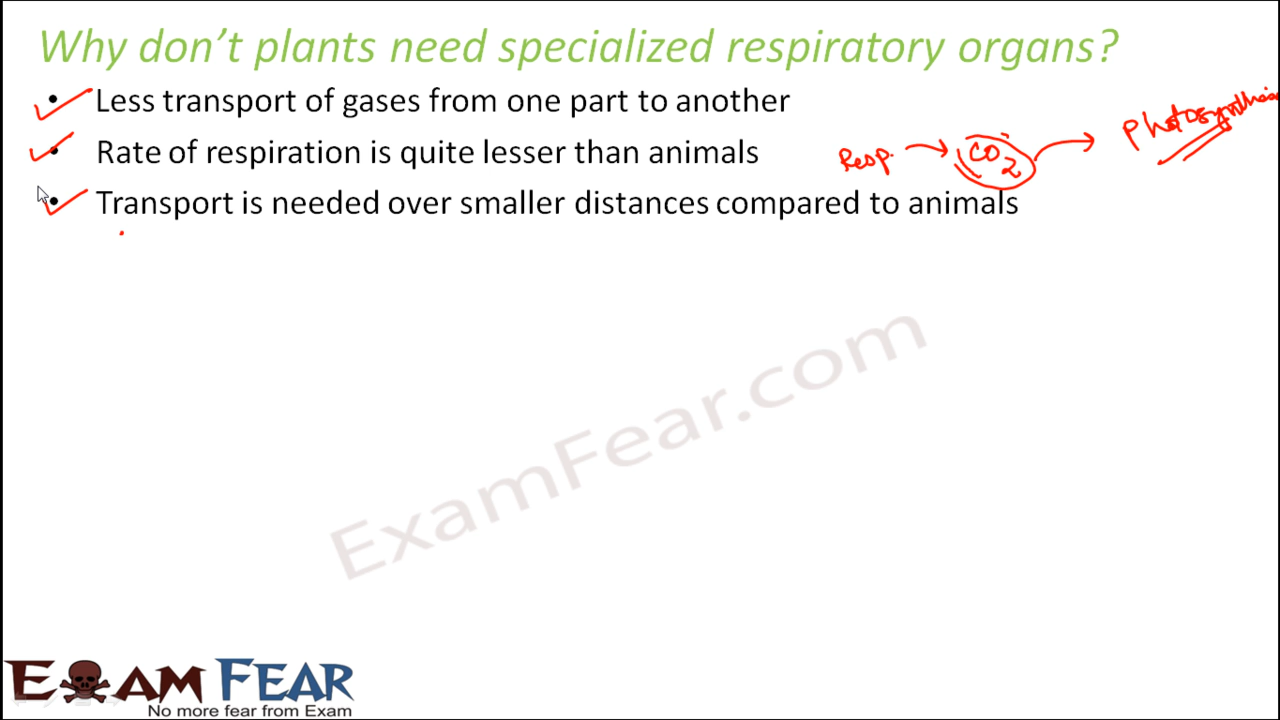 Why don't plants need specialized respiratory organs?
• Less transport of gases from one part to another
• Rate of respiration is quite lesser than animals
Resp. CO2 Photosynthesis
• Transport is needed over smaller distances compared to animals
ExamFear.com
EXAM FEAR
No more fear from Exam